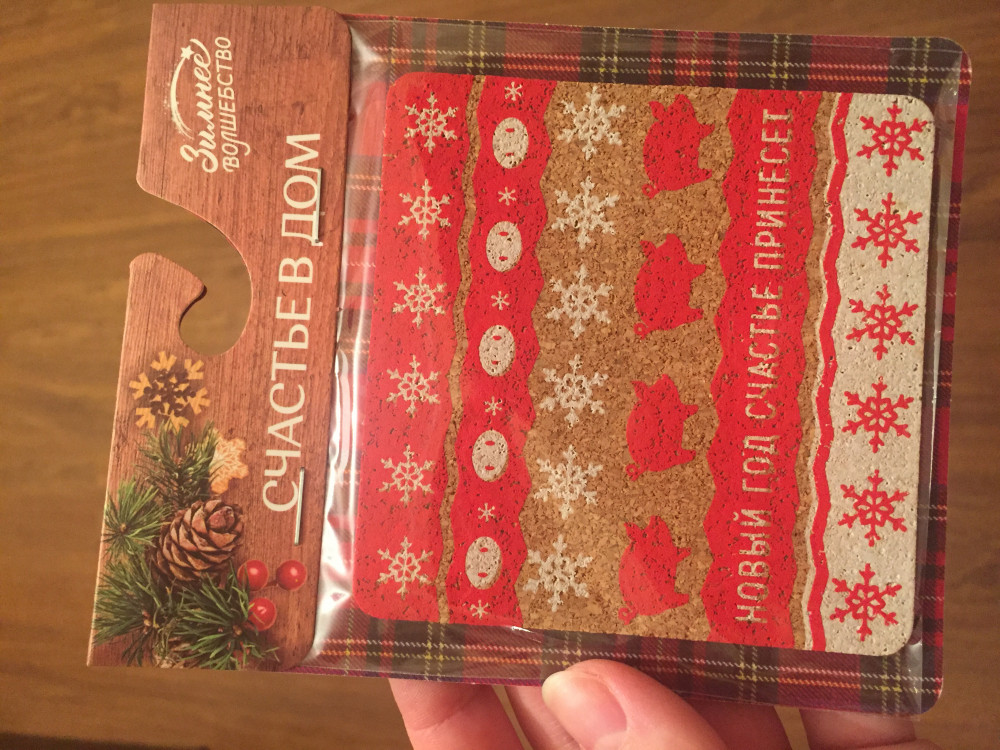 Зимнее
ВОЛШЕБСТВО
СЧАСТЬЕ В ДОМ
НОВЫЙ ГОД СЧАСТЬЕ ПРИНЕСЕТ